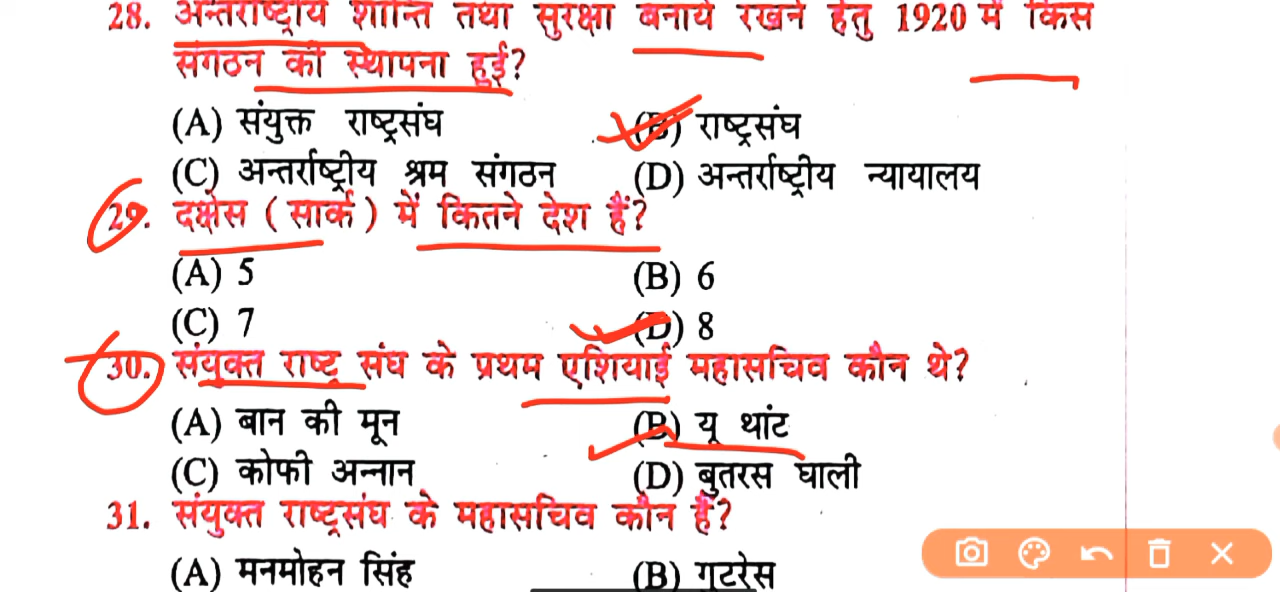 28. अन्तर्राष्ट्रीय शान्ति तथा सुरक्षा बनाये रखने हेतु 1920 में किस
संगठन की स्थापना हुई?
(A) संयुक्त राष्ट्रसंघ (B) राष्ट्रसंघ
(C) अन्तर्राष्ट्रीय श्रम संगठन (D) अन्तर्राष्ट्रीय न्यायालय
29. दक्षेस (सार्क) में कितने देश हैं?
(A) 5 (B) 6
(C) 7 (D) 8
30. संयुक्त राष्ट्र संघ के प्रथम एशियाई महासचिव कौन थे?
(A) बान की मून (B) यू थांट
(C) कोफी अन्नान (D) बुतरस घाली
31. संयुक्त राष्ट्रसंघ के महासचिव कौन हैं?
(A) मनमोहन सिंह (B) गुटरेस